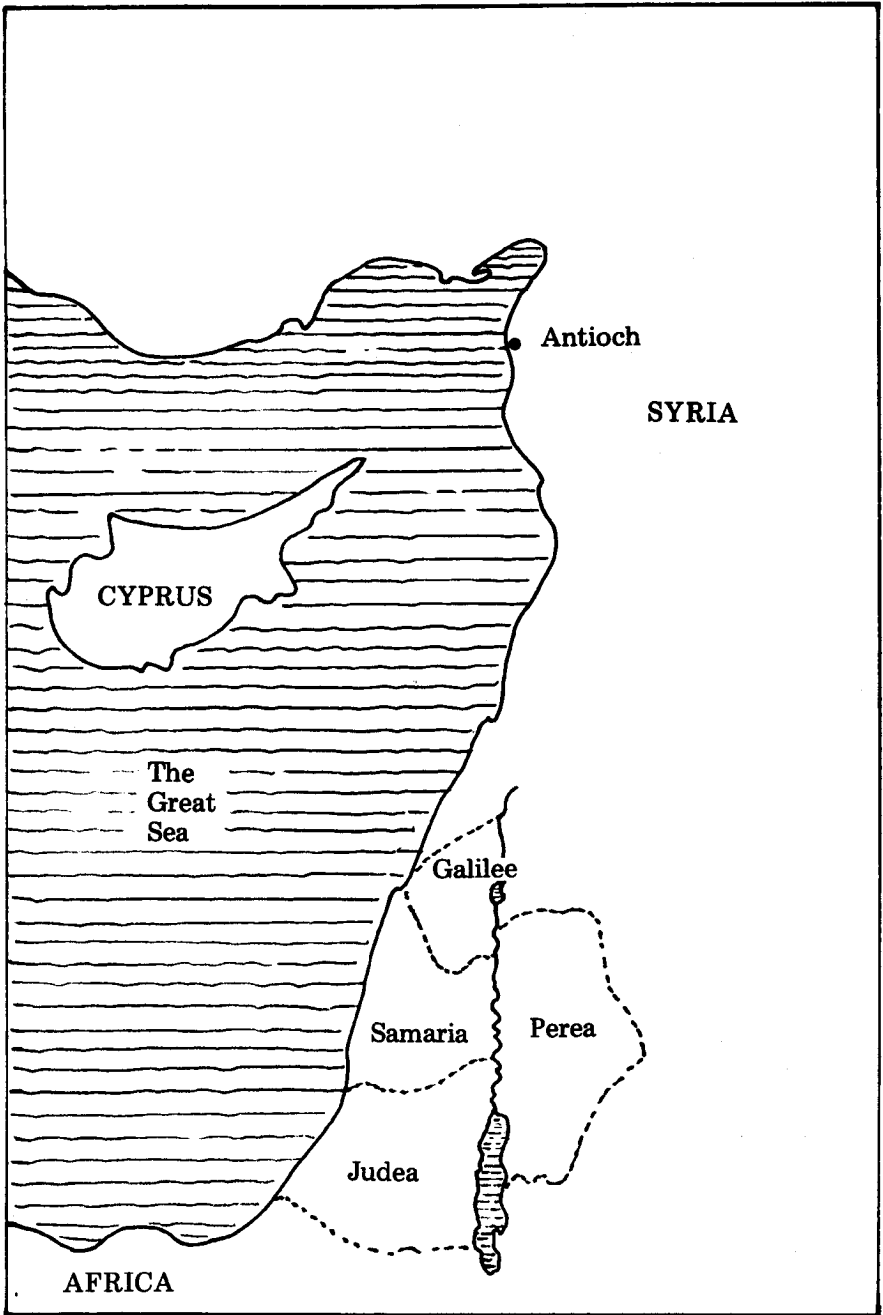 Antioch
SYRIA
CYPRUS
The
Great
Sea
Galilee
Samaria
Perea
Judea
AFRICA